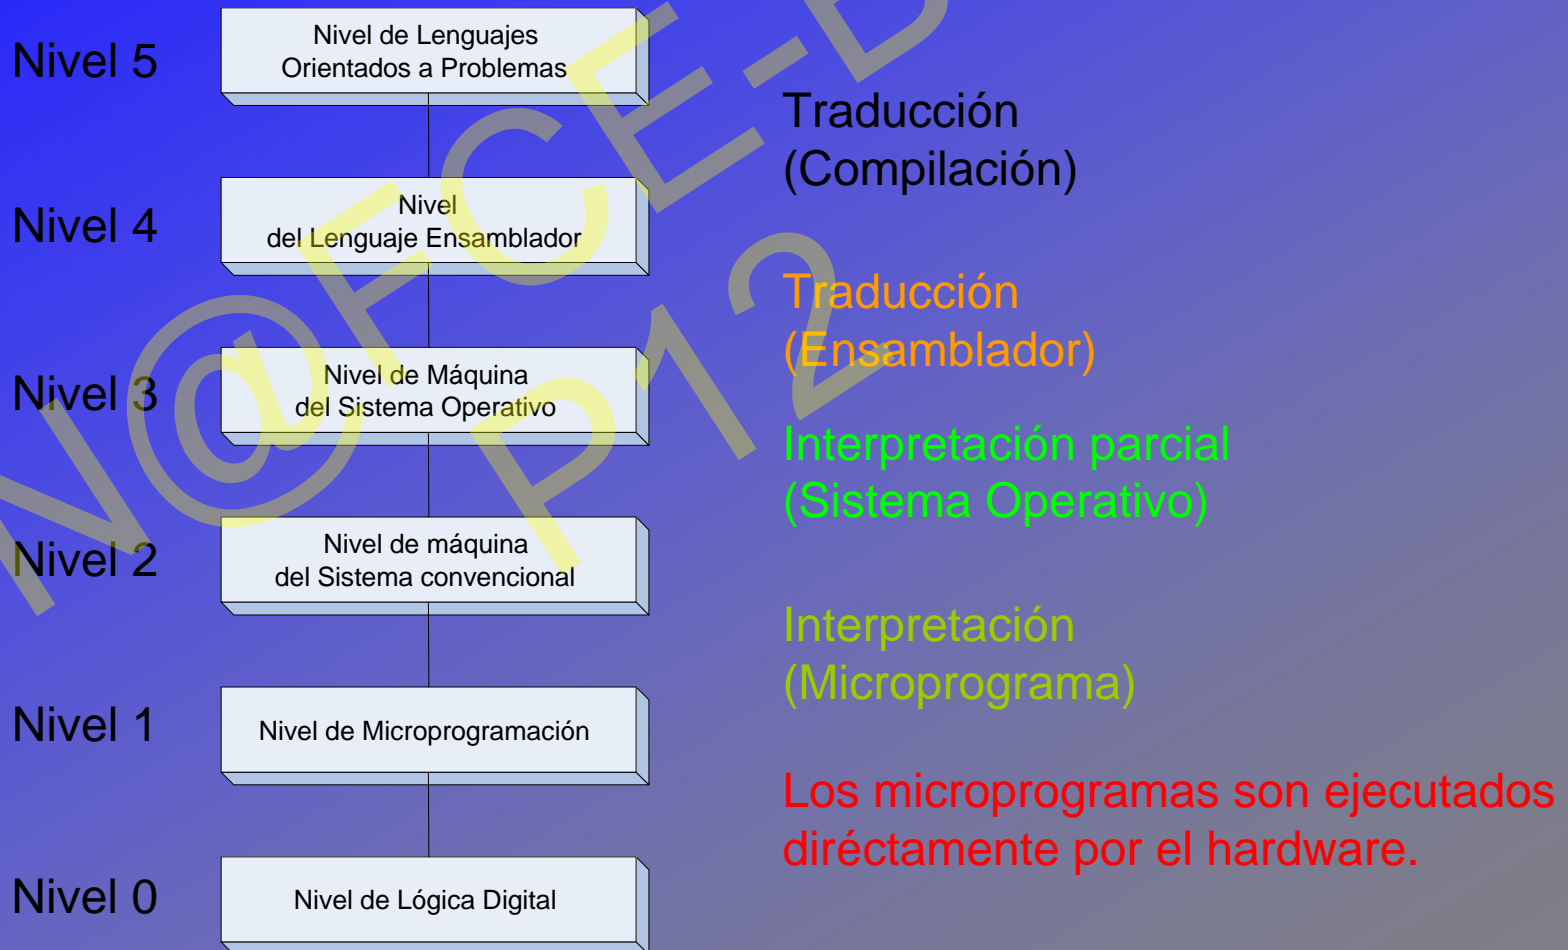 Nivel 5
Nivel de Lenguajes
Orientados a Problemas
Traducción
(Compilación)
Nivel 4
Nivel
del Lenguaje Ensamblador
Traducción
(Ensamblador)
Nivel 3
Nivel de Máquina
del Sistema Operativo
Interpretación parcial
(Sistema Operativo)
Nivel 2
Nivel de máquina
del Sistema convencional
Interpretación
(Microprograma)
Nivel 1
Nivel de Microprogramación
Los microprogramas son ejecutados
diréctamente por el hardware.
Nivel 0
Nivel de Lógica Digital
N@FCE-B
P12